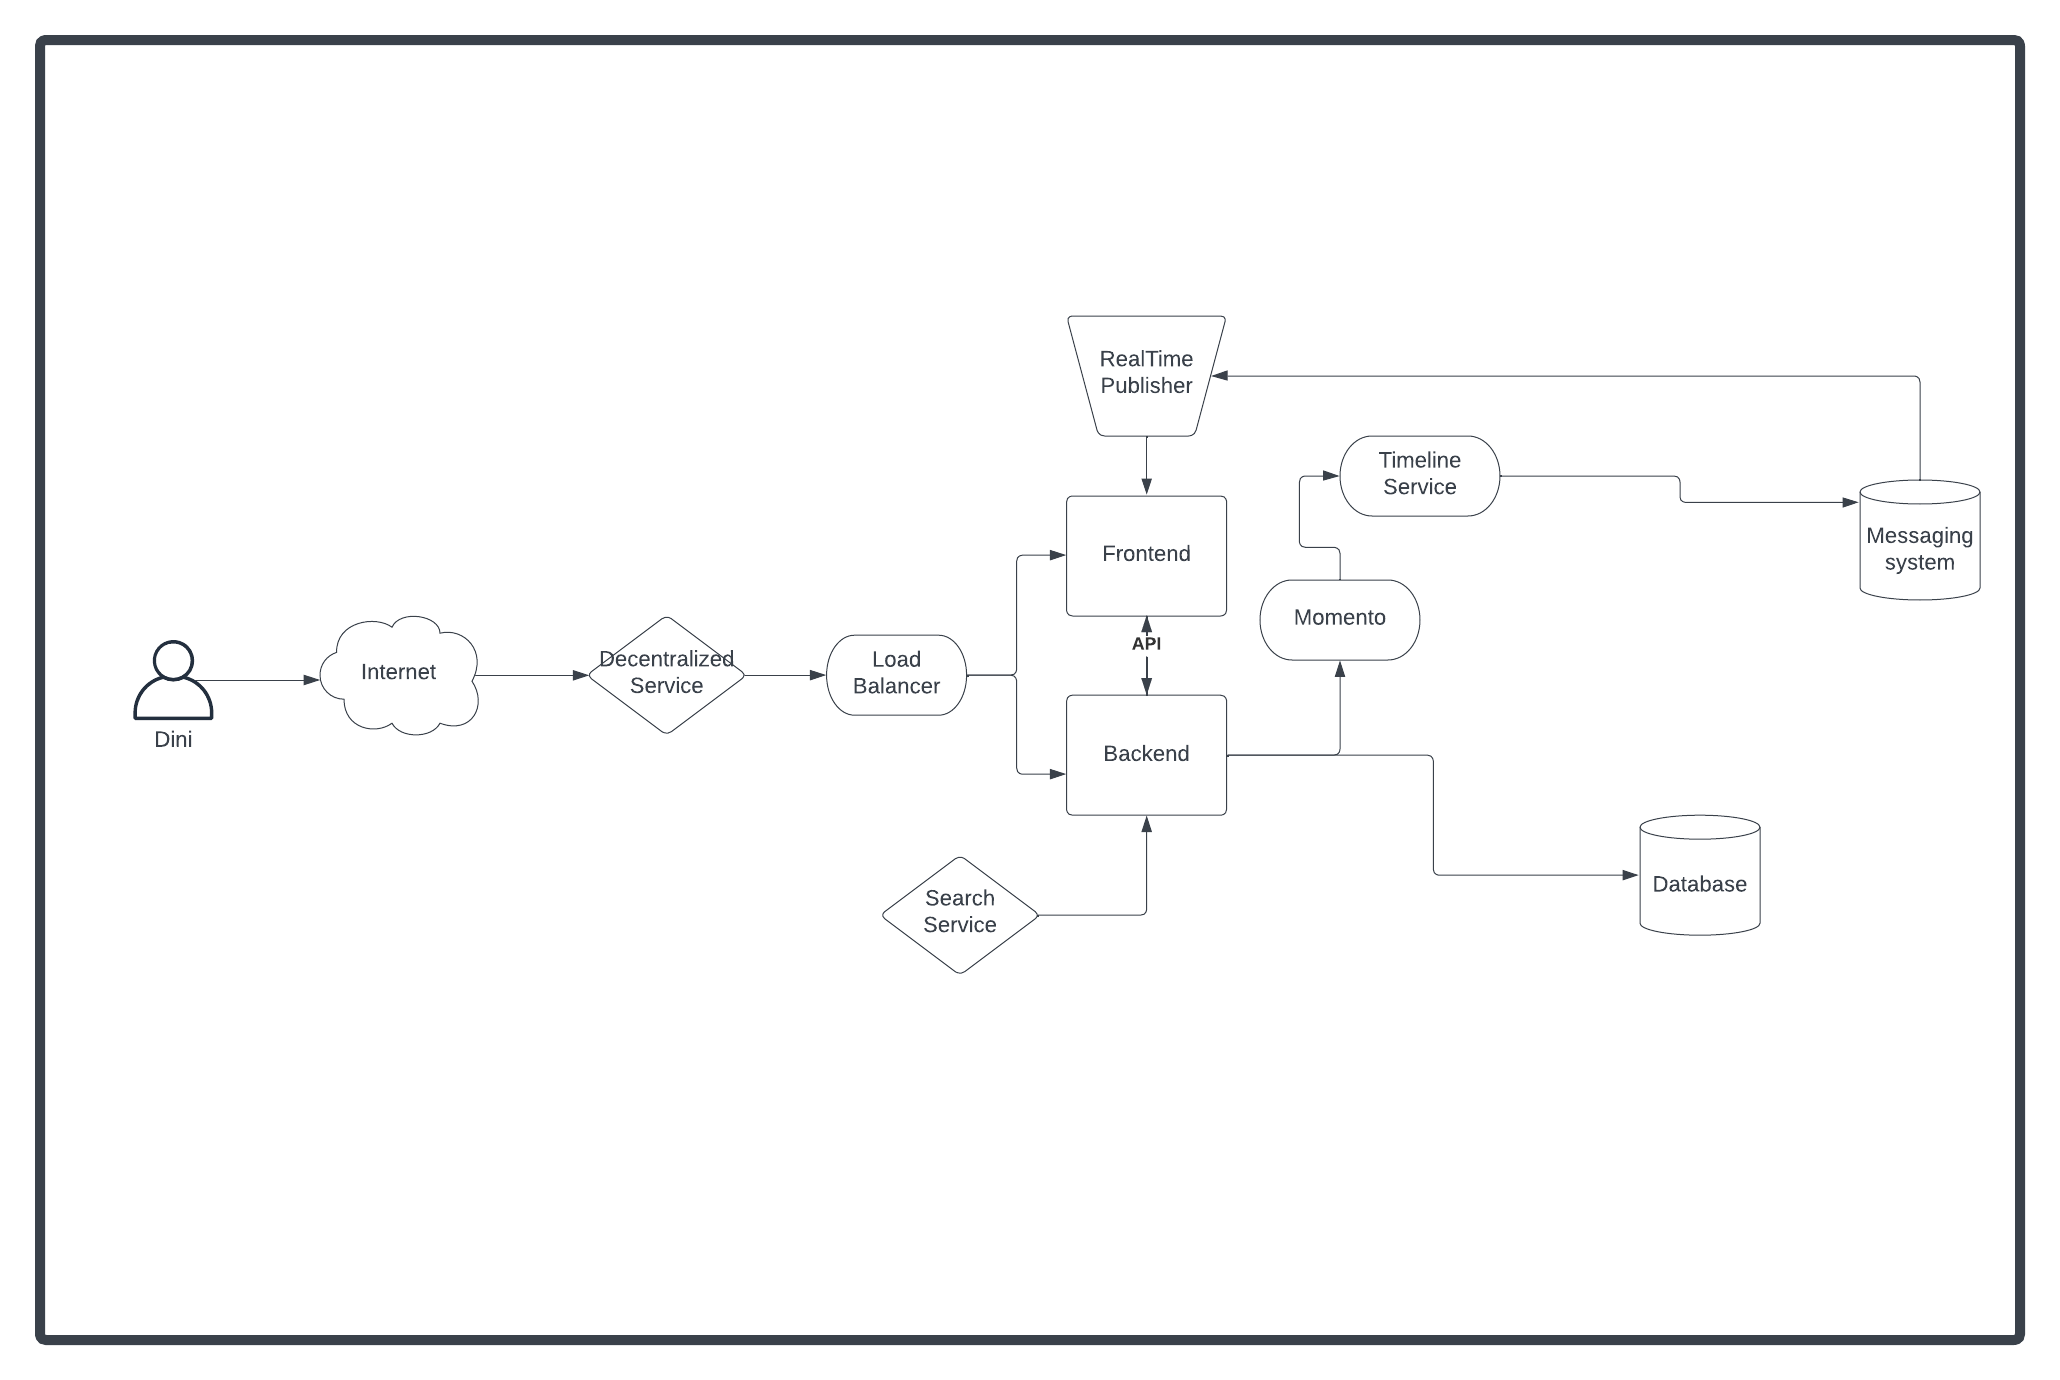 RealTime
Publisher
Timeline
Service
Messaging
system
Frontend
Momento
API
Internet
Decentralized
Service
Load
Balancer
Dini
Backend
Database
Search
Service